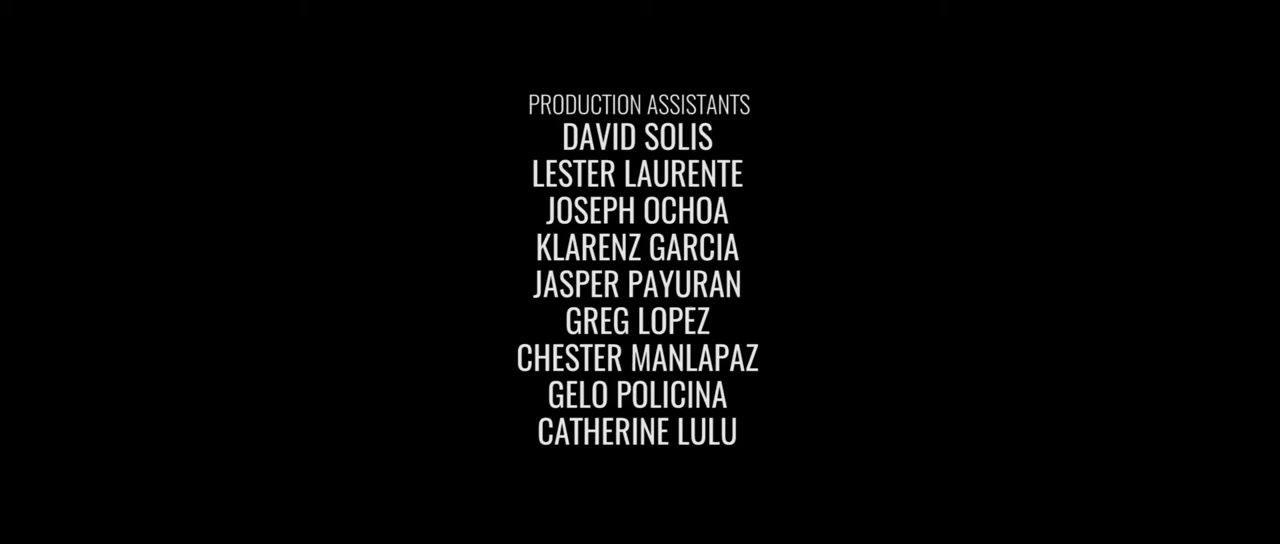 PRODUCTION ASSISTANTS
DAVID SOLIS
LESTER LAURENTE
JOSEPH OCHOA
KLARENZ GARCIA
JASPER PAYURAN
GREG LOPEZ
CHESTER MANLAPAZ
GELO POLICINA
CATHERINE LULU